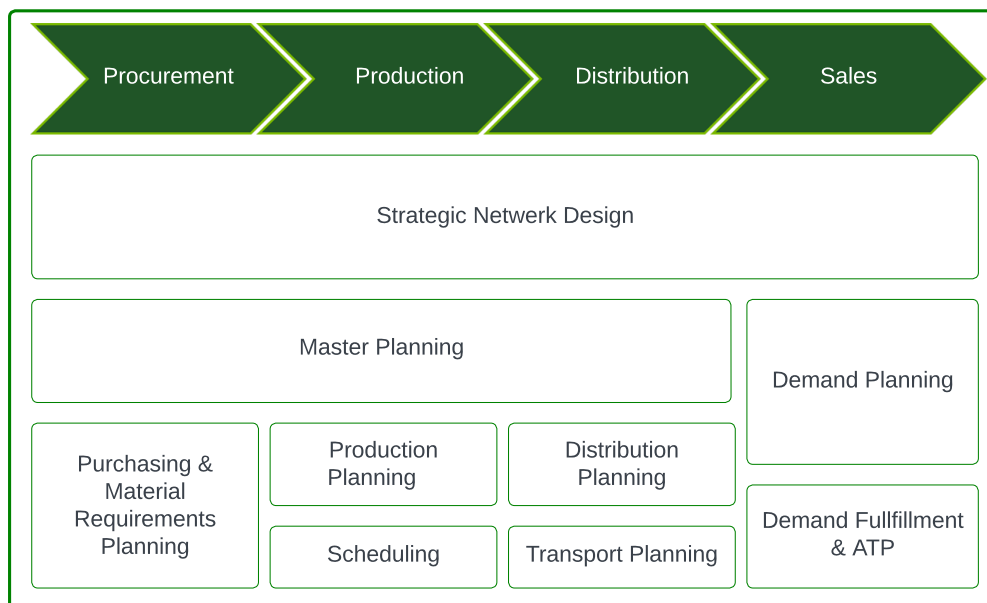 Procurement
Production
Distribution
Sales
Strategic Netwerk Design
Master Planning
Demand Planning
Purchasing &
Material
Requirements
Planning
Production
Planning
Distribution
Planning
Scheduling
Transport Planning
Demand Fullfillment
& ATP